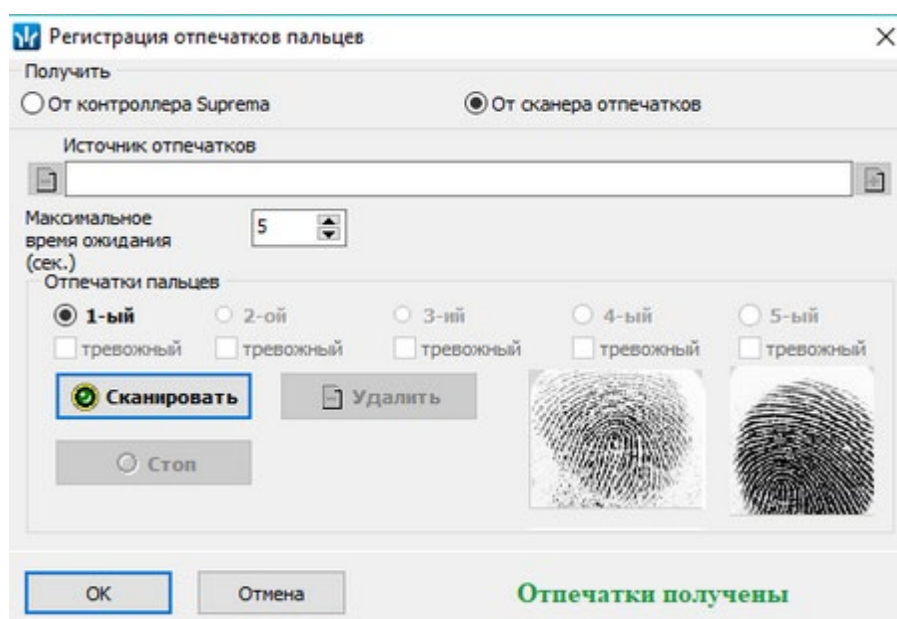 Регистрация отпечатков пальцев
Получить
От контроллера Suprema
От сканера отпечатков
Источник отпечатков
Максимальное
время ожидания
(сек.)
5
Отпечатки пальцев
1-ый 2-ой 3-ий 4-ый 5-ый
тревожный тревожный тревожный тревожный тревожный
Сканировать Удалить
Стоп
ОК Отмена Отпечатки получены